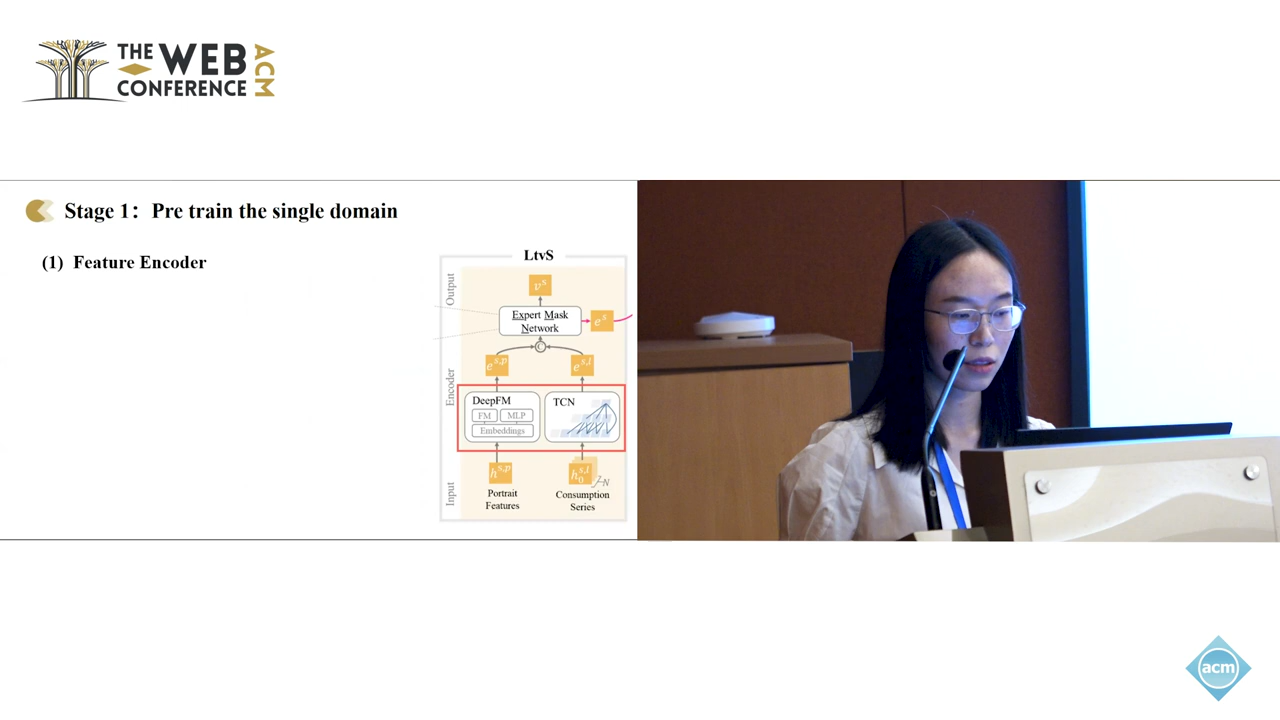 THE WEB
CONFERENCE
ACM
Stage 1: Pre train the single domain
(1) Feature Encoder
LtvS
Output
v^s
Expert Mask
Network
e^s
C
e^{s,p}
e^{s,l}
Encoder
DeepFM
FM
MLP
Embeddings
TCN
h^{s,p}
h_0^{s,l}
N
Input
Portrait
Features
Consumption
Series
acm